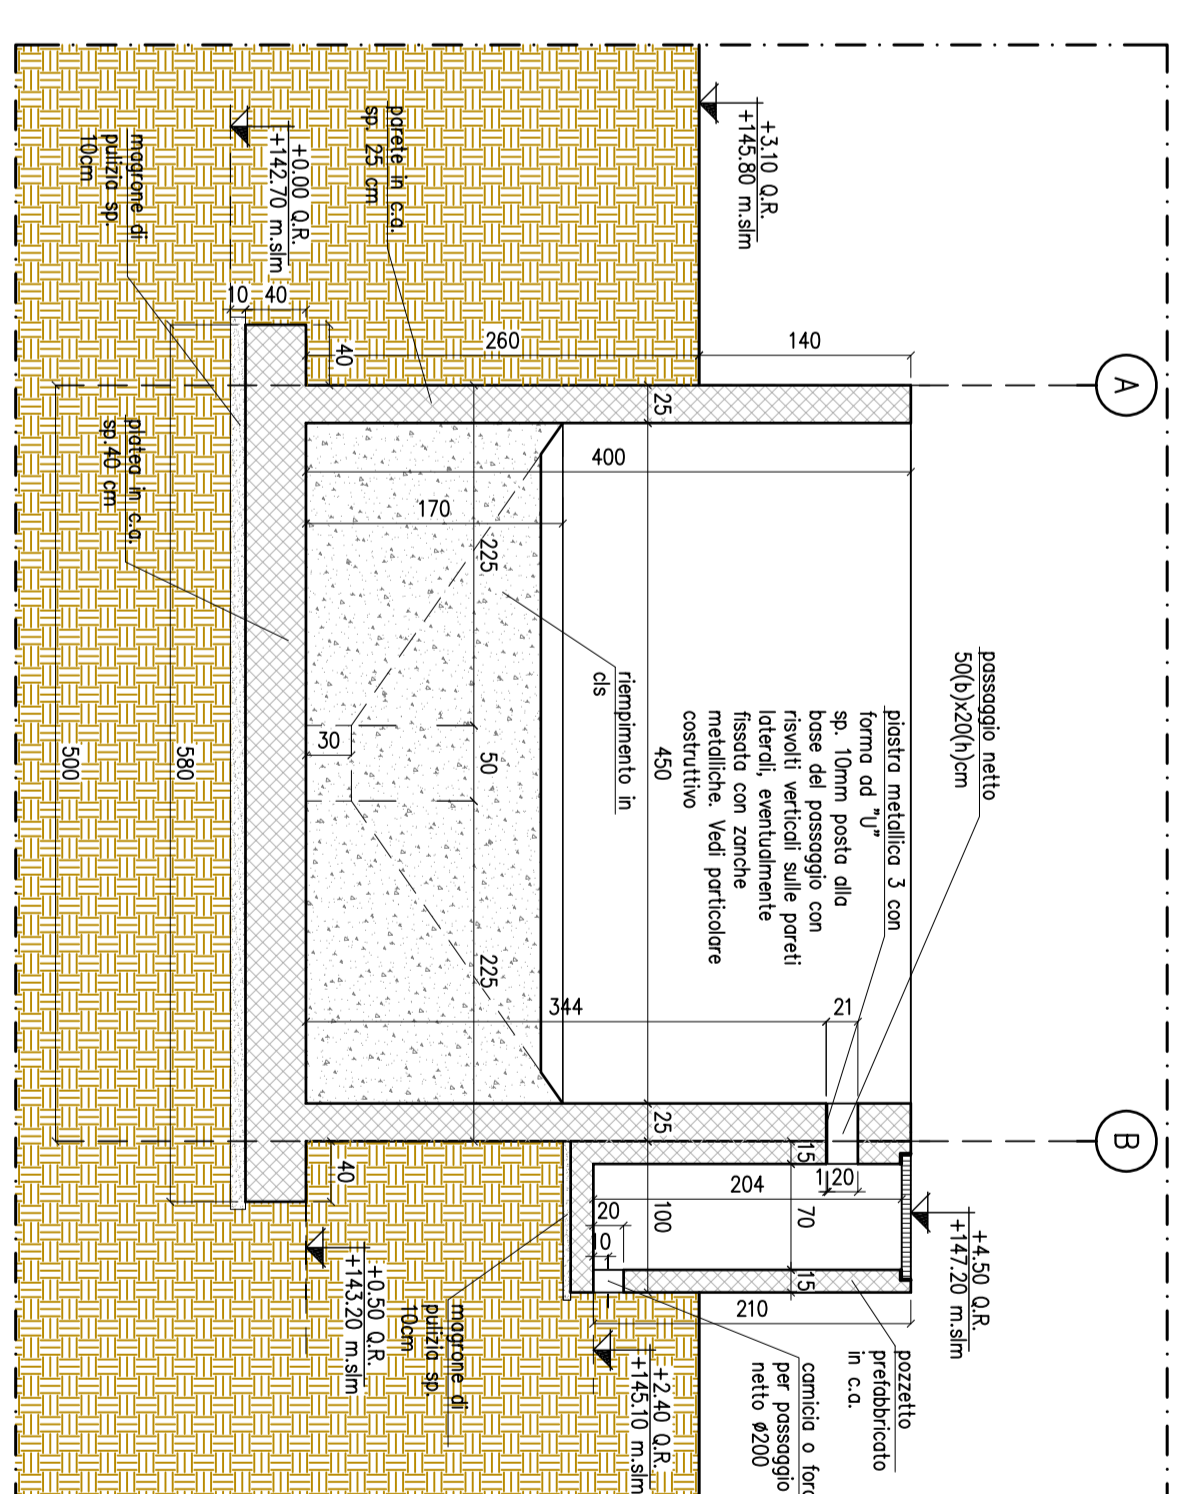 A
B
+3.10 Q.R.
+145.80 m.slm
+0.00 Q.R.
+142.70 m.slm
parete in c.a.
sp. 25 cm
magrone di
pulizia sp.
10cm
platea in c.a.
sp.40 cm
10
40
40
260
140
25
400
170
225
50
225
30
450
344
21
25
15
500
580
40
riempimento in
cls
passaggio netto
50(b)x20(h)cm
piastra metallica 3 con
forma ad "U"
sp. 10mm posta alla
base del passaggio con
risvolti verticali sulle pareti
laterali, eventualmente
fissata con zanche
metalliche. Vedi particolare
costruttivo
1
20
204
20
10
100
70
15
210
+4.50 Q.R.
+147.20 m.slm
pozzetto
prefabbricato
in c.a.
camicia o foro
per passaggio
netto ø200
+2.40 Q.R.
+145.10 m.slm
+0.50 Q.R.
+143.20 m.slm
magrone di
pulizia sp.
10cm